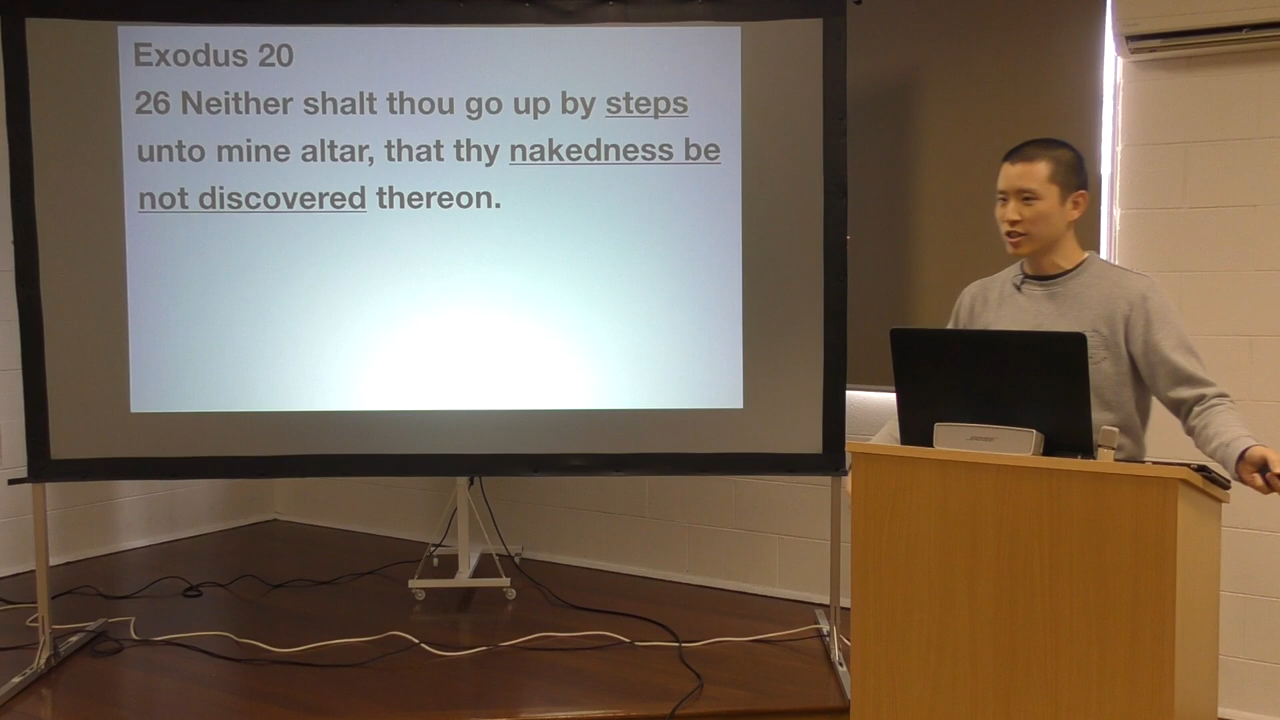 Exodus 20
26 Neither shalt thou go up by steps
unto mine altar, that thy nakedness be
not discovered thereon.
BOSE